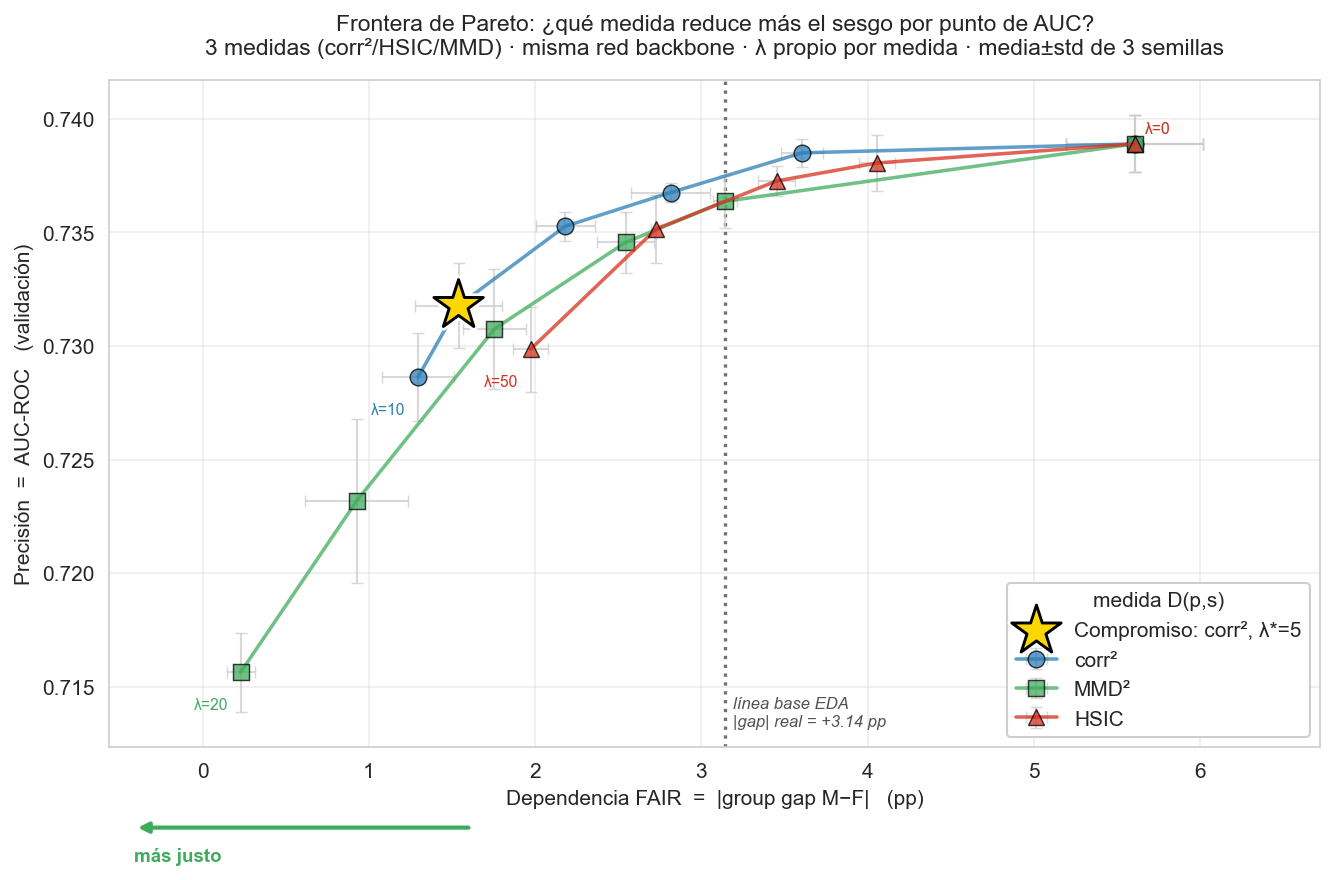 Frontera de Pareto: ¿qué medida reduce más el sesgo por punto de AUC?
3 medidas (corr²/HSIC/MMD) · misma red backbone · λ propio por medida · media±std de 3 semillas
Precisión = AUC-ROC (validación)
0.740
0.735
0.730
0.725
0.720
0.715
λ=0
λ=50
λ=10
λ=20
línea base EDA
|gap| real = +3.14 pp
medida D(p,s)
Compromiso: corr², λ*=5
corr²
MMD²
HSIC
0 1 2 3 4 5 6
Dependencia FAIR = |group gap M−F| (pp)
más justo